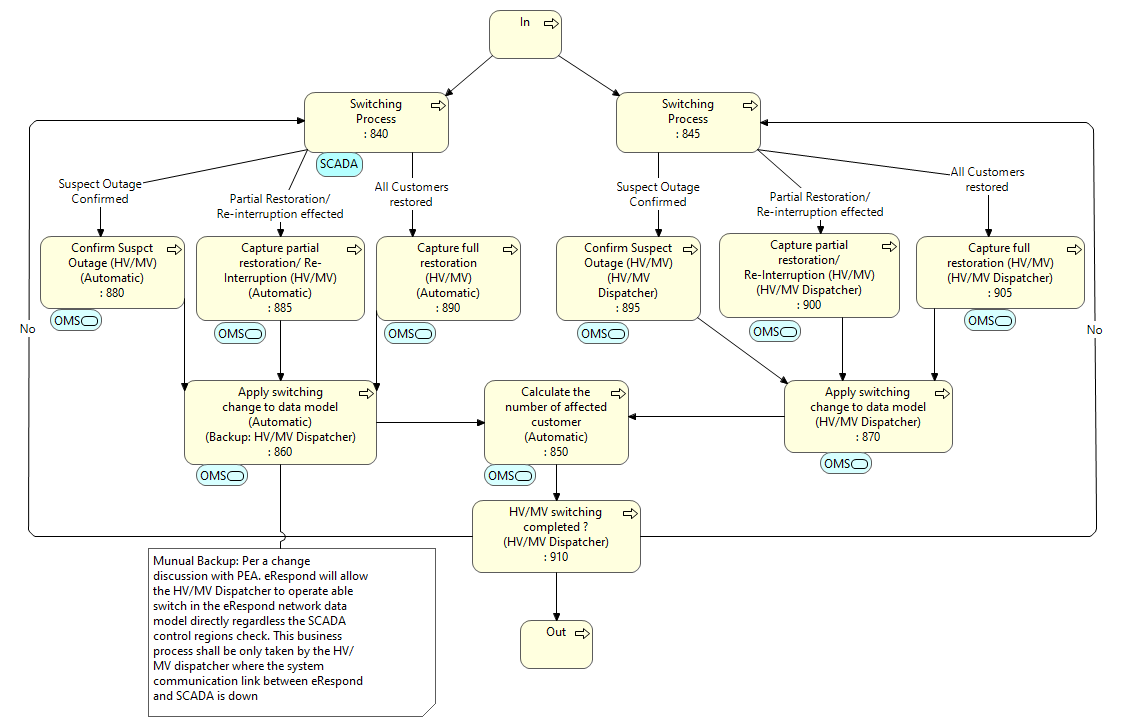 In
Switching
Process
: 840
Switching
Process
: 845
SCADA
Suspect Outage
Confirmed
Partial Restoration/
Re-interruption effected
All Customers
restored
Suspect Outage
Confirmed
Partial Restoration/
Re-interruption effected
All Customers
restored
Confirm Suspct
Outage (HV/MV)
(Automatic)
: 880
OMS
Capture partial
restoration/ Re-
Interruption (HV/MV)
(Automatic)
: 885
OMS
Capture full
restoration
(HV/MV)
(Automatic)
: 890
OMS
Confirm Suspect
Outage (HV/MV)
(HV/MV
Dispatcher)
: 895
OMS
Capture partial
restoration/
Re-Interruption (HV/MV)
(HV/MV Dispatcher)
: 900
OMS
Capture full
restoration (HV/MV)
(HV/MV Dispatcher)
: 905
OMS
No
No
Apply switching
change to data model
(Automatic)
(Backup: HV/MV Dispatcher)
: 860
OMS
Calculate the
number of affected
customer
(Automatic)
: 850
OMS
Apply switching
change to data model
(HV/MV Dispatcher)
: 870
OMS
HV/MV switching
completed ?
(HV/MV Dispatcher)
: 910
Munual Backup: Per a change
discussion with PEA. eRespond will allow
the HV/MV Dispatcher to operate able
switch in the eRespond network data
model directly regardless the SCADA
control regions check. This business
process shall be only taken by the HV/
MV dispatcher where the system
communication link between eRespond
and SCADA is down
Out